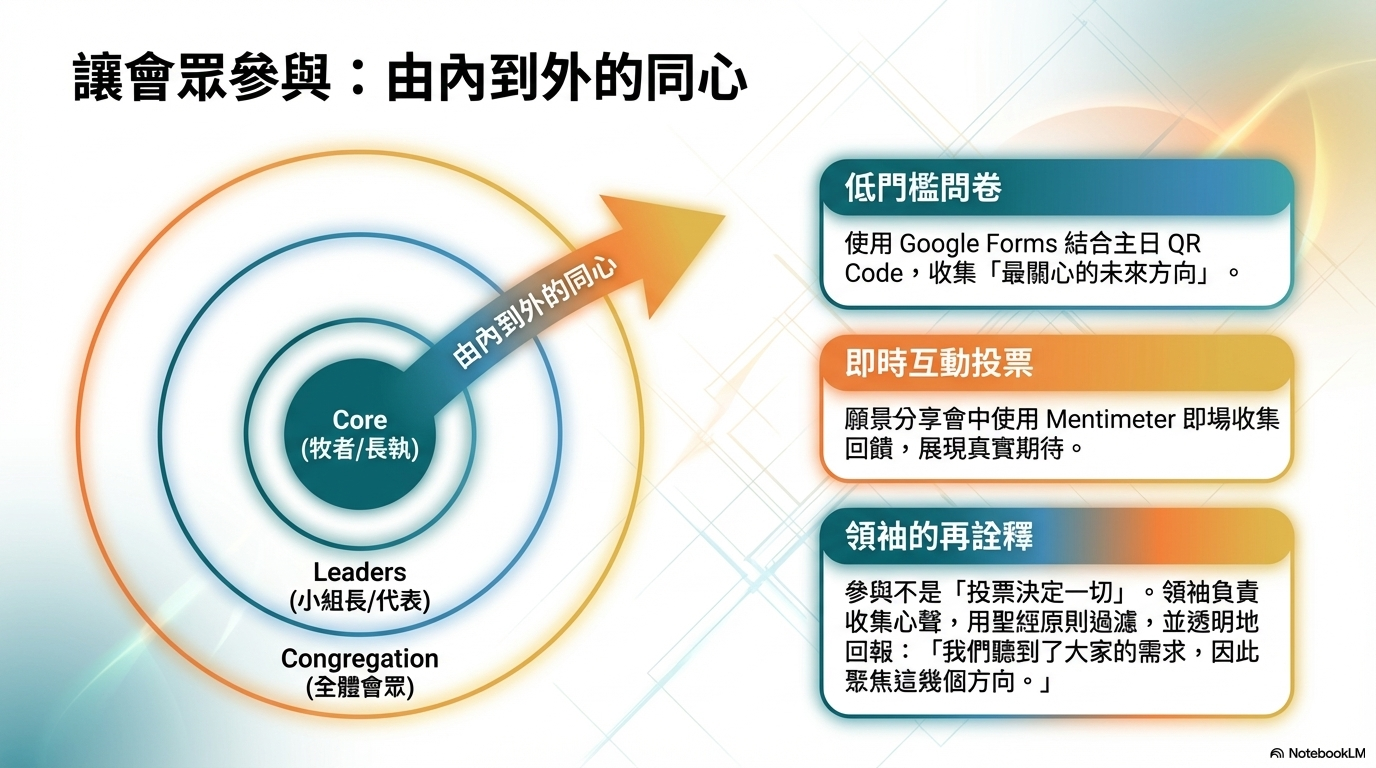 讓會眾參與：由內到外的同心
由內到外的同心
Core
(牧者/長執)
Leaders
(小組長/代表)
Congregation
(全體會眾)
低門檻問卷
使用 Google Forms 結合主日 QR
Code，收集「最關心的未來方向」。
即時互動投票
願景分享會中使用 Mentimeter 即場收集
回饋，展現真實期待。
領袖的再詮釋
參與不是「投票決定一切」。領袖負責
收集心聲，用聖經原則過濾，並透明地
回報：「我們聽到了大家的需求，因此
聚焦這幾個方向。」
NotebookLM